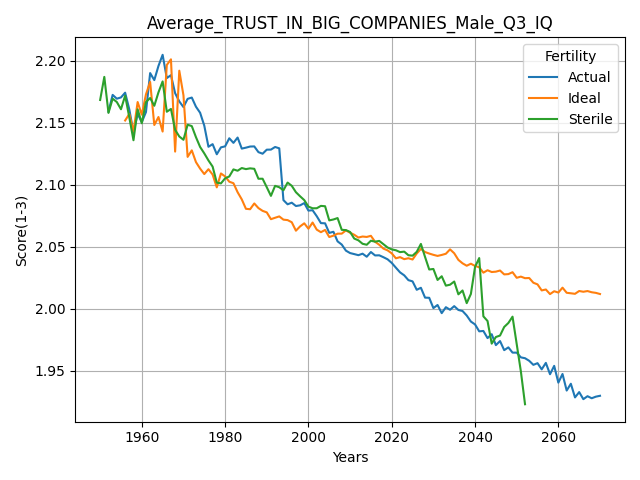 Average_TRUST_IN_BIG_COMPANIES_Male_Q3_IQ
Fertility
Actual
Ideal
Sterile
Score(1-3)
2.20
2.15
2.10
2.05
2.00
1.95
1960 1980 2000 2020 2040 2060
Years